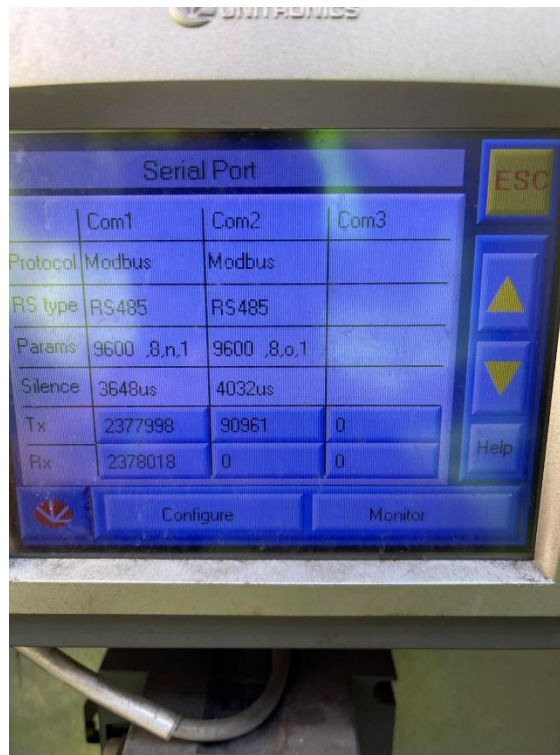 UNITRONICS
Serial Port
ESC
Com1 Com2 Com3
Protocol Modbus Modbus
RS type RS485 RS485
Params 9600 ,8,n,1 9600 ,8,o,1
Silence 3648us 4032us
Tx 2377998 90961 0
Rx 2378018 0 0
Help
Configure Monitor